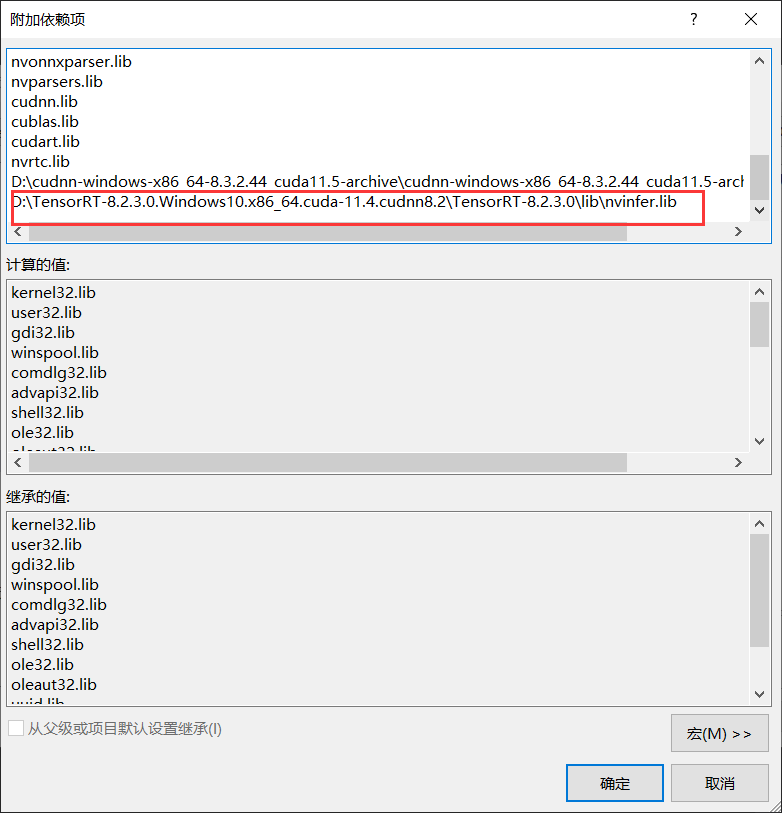 附加依赖项
?
nvonnxparser.lib
nvparsers.lib
cudnn.lib
cublas.lib
cudart.lib
nvrtc.lib
D:\cudnn-windows-x86_64-8.3.2.44_cuda11.5-archive\cudnn-windows-x86_64-8.3.2.44_cuda11.5-arch
D:\TensorRT-8.2.3.0.Windows10.x86_64.cuda-11.4.cudnn8.2\TensorRT-8.2.3.0\lib\nvinfer.lib
计算的值:
kernel32.lib
user32.lib
gdi32.lib
winspool.lib
comdlg32.lib
advapi32.lib
shell32.lib
ole32.lib
oleaut32.lib
继承的值:
kernel32.lib
user32.lib
gdi32.lib
winspool.lib
comdlg32.lib
advapi32.lib
shell32.lib
ole32.lib
oleaut32.lib
uuid.lib
从父级或项目默认设置继承(I)
宏(M) >>
确定
取消